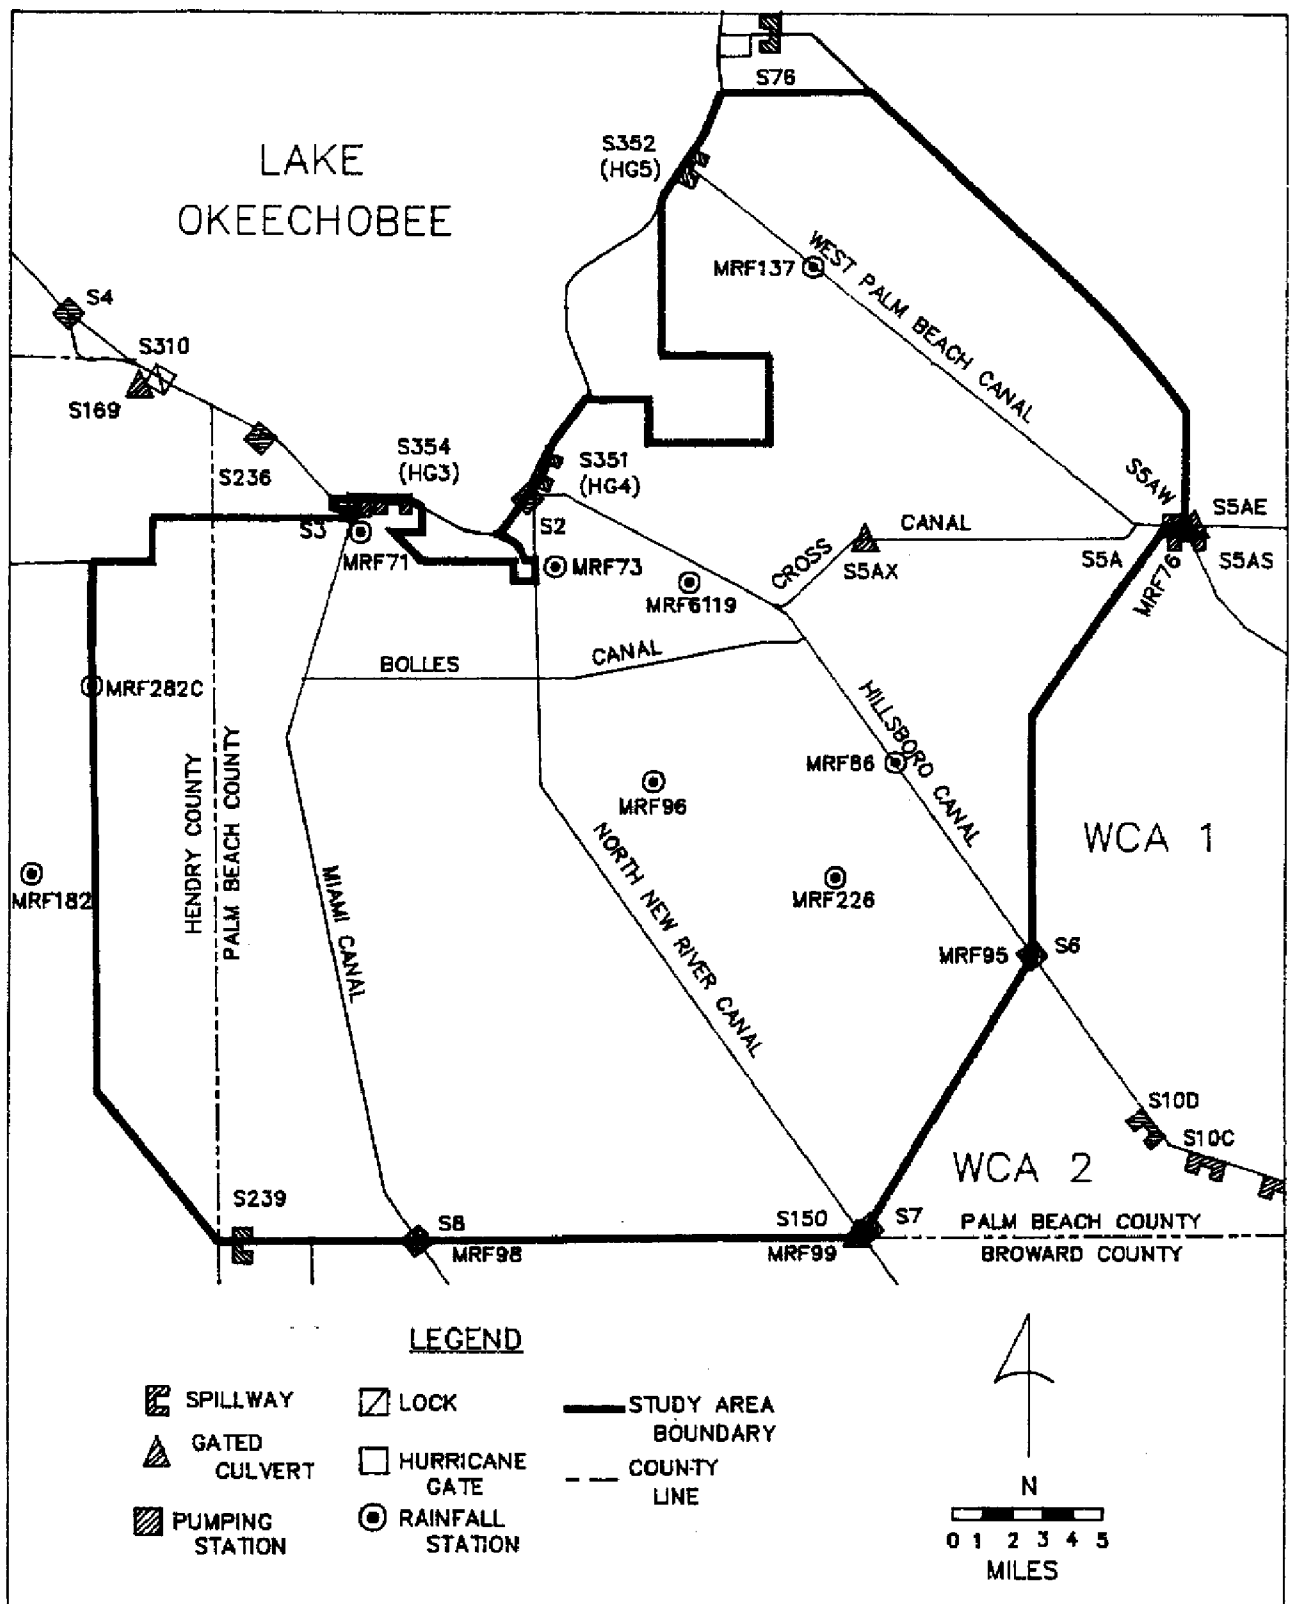 S76
S352
(HG5)
LAKE
OKEECHOBEE
WEST PALM BEACH CANAL
MRF137
S4
S310
S169
S236
S354
(HG3)
S351
(HG4)
S3
S2
MRF71
MRF73
MRF6119
CROSS
CANAL
S5AX
S5AW
S5AE
S5A
S5AS
MRF76
BOLLES
CANAL
MRF282C
HILLSBORO CANAL
MRF86
HENDRY COUNTY
PALM BEACH COUNTY
MRF96
NORTH NEW RIVER CANAL
WCA 1
MIAMI CANAL
MRF182
MRF226
MRF95
S6
S10D
S10C
WCA 2
S239
S8
MRF98
S150
S7
MRF99
PALM BEACH COUNTY
BROWARD COUNTY
LEGEND
SPILLWAY
LOCK
STUDY AREA
BOUNDARY
GATED
CULVERT
HURRICANE
GATE
COUNTY
LINE
PUMPING
STATION
RAINFALL
STATION
N
0 1 2 3 4 5
MILES